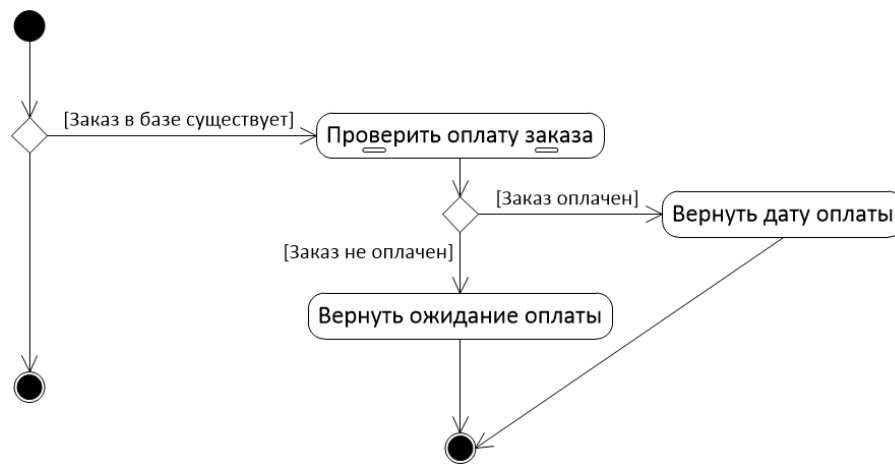 [Заказ в базе существует]
Проверить оплату заказа
[Заказ оплачен]
Вернуть дату оплаты
[Заказ не оплачен]
Вернуть ожидание оплаты